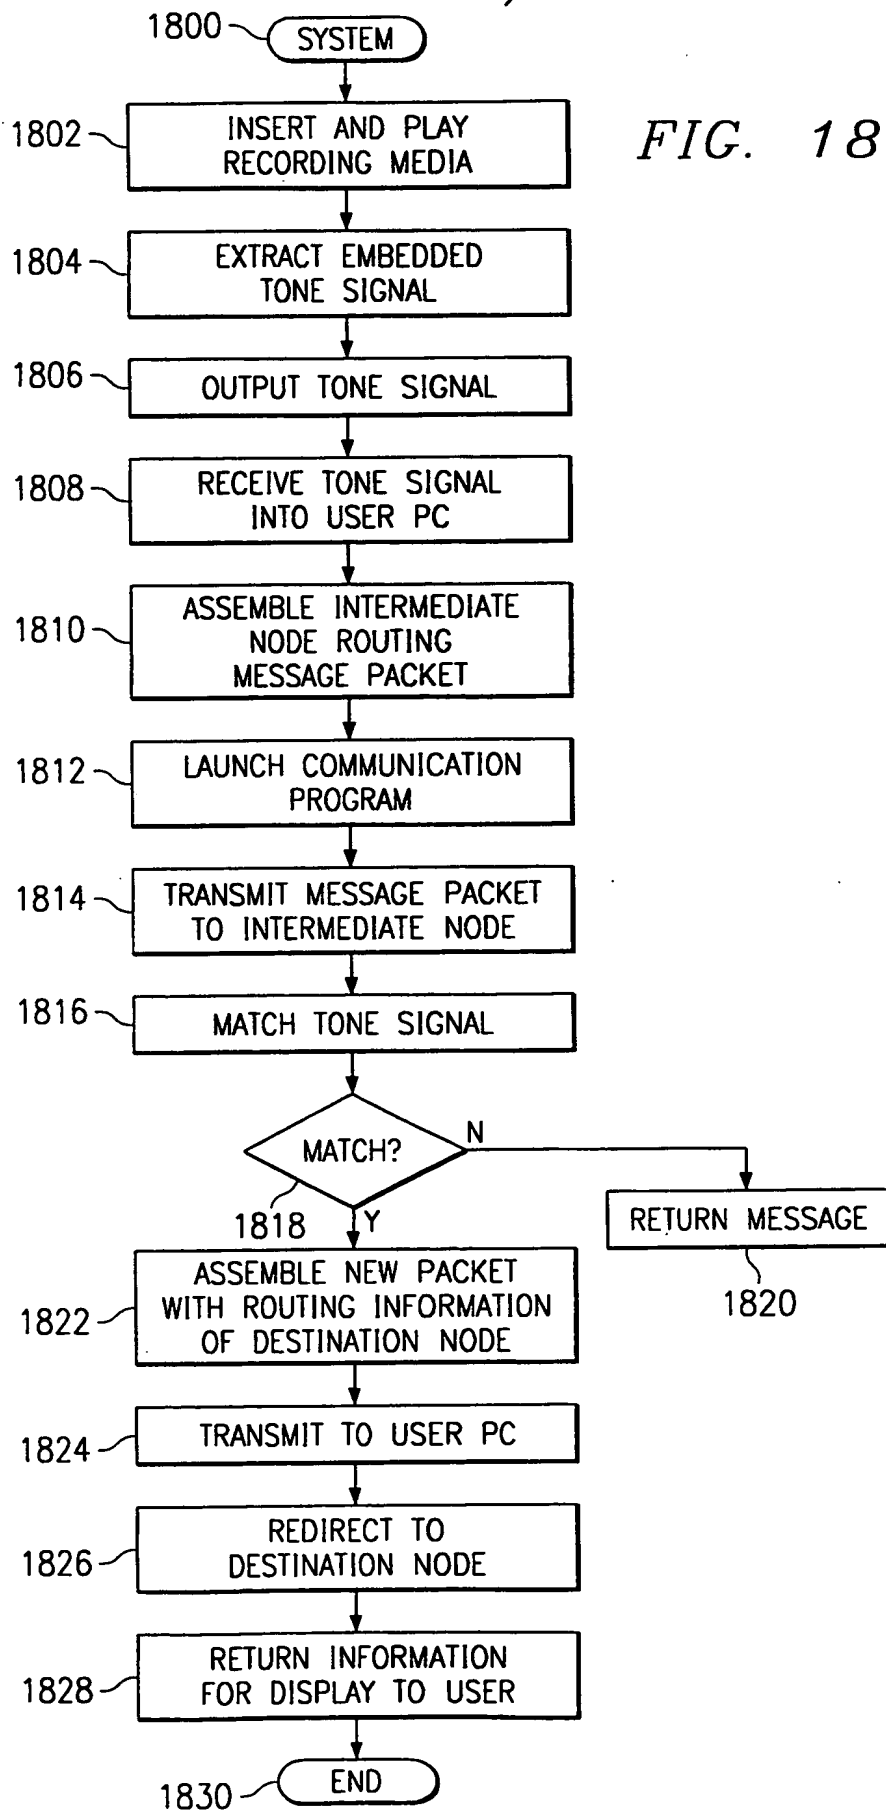 1800
SYSTEM
FIG. 18
1802
INSERT AND PLAY
RECORDING MEDIA
1804
EXTRACT EMBEDDED
TONE SIGNAL
1806
OUTPUT TONE SIGNAL
1808
RECEIVE TONE SIGNAL
INTO USER PC
1810
ASSEMBLE INTERMEDIATE
NODE ROUTING
MESSAGE PACKET
1812
LAUNCH COMMUNICATION
PROGRAM
1814
TRANSMIT MESSAGE PACKET
TO INTERMEDIATE NODE
1816
MATCH TONE SIGNAL
MATCH?
N
1818
Y
RETURN MESSAGE
1820
1822
ASSEMBLE NEW PACKET
WITH ROUTING INFORMATION
OF DESTINATION NODE
1824
TRANSMIT TO USER PC
1826
REDIRECT TO
DESTINATION NODE
1828
RETURN INFORMATION
FOR DISPLAY TO USER
1830
END